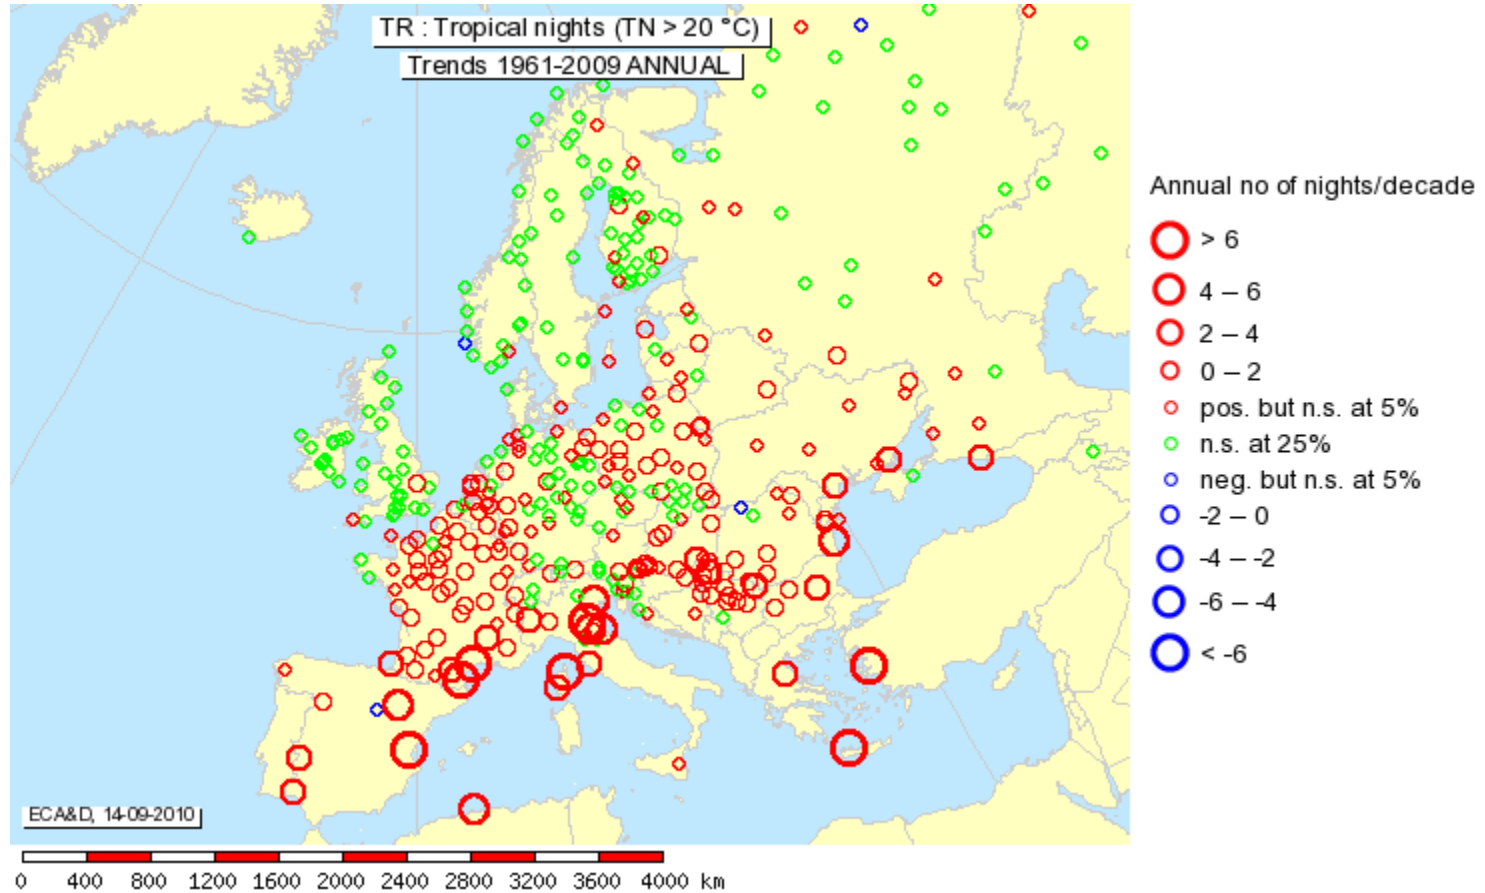 TR : Tropical nights (TN > 20 °C)
Trends 1961-2009 ANNUAL
Annual no of nights/decade
> 6
4 – 6
2 – 4
0 – 2
pos. but n.s. at 5%
n.s. at 25%
neg. but n.s. at 5%
-2 – 0
-4 – -2
-6 – -4
< -6
ECA&D, 14-09-2010
0 400 800 1200 1600 2000 2400 2800 3200 3600 4000 km